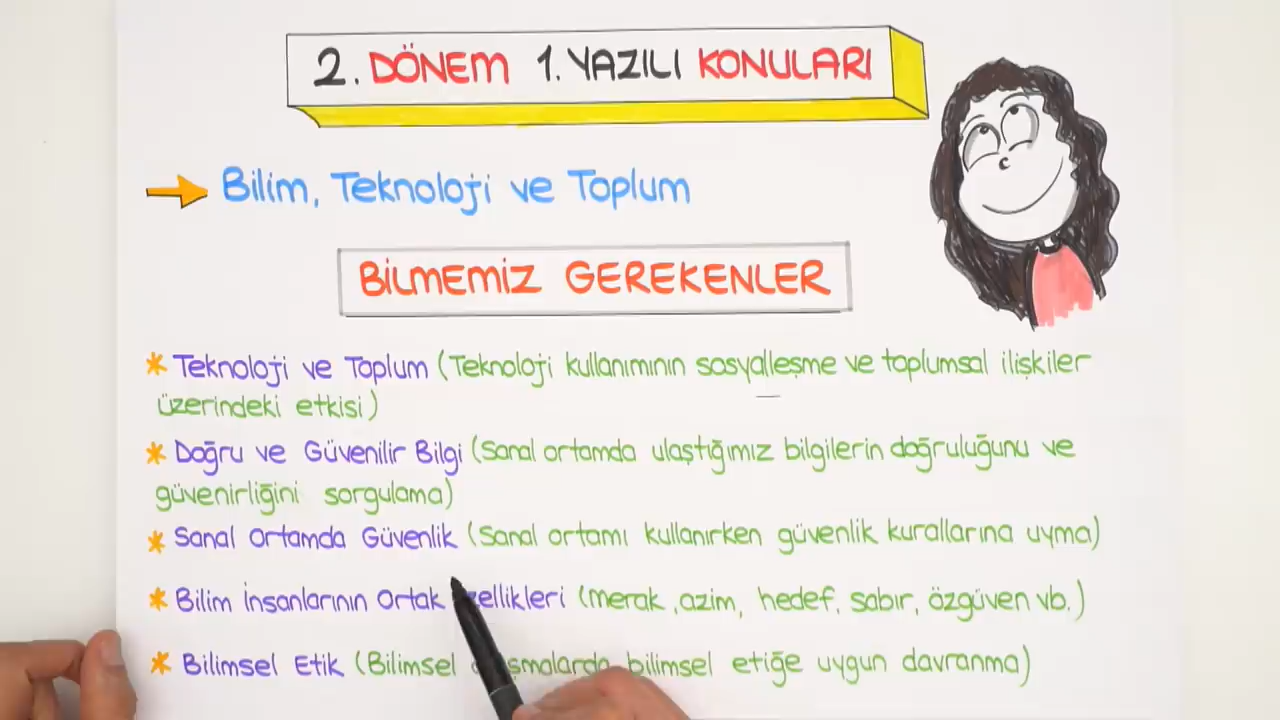 2. DÖNEM 1. YAZILI KONULARI
Bilim, Teknoloji ve Toplum
BİLMEMİZ GEREKENLER
* Teknoloji ve Toplum (Teknoloji kullanımının sosyalleşme ve toplumsal ilişkiler
üzerindeki etkisi)
* Doğru ve Güvenilir Bilgi (Sanal ortamda ulaştığımız bilgilerin doğruluğunu ve
güvenirliğini sorgulama)
* Sanal Ortamda Güvenlik (Sanal ortamı kullanırken güvenlik kurallarına uyma)
* Bilim İnsanlarının Ortak Özellikleri (merak, azim, hedef, sabır, özgüven vb.)
* Bilimsel Etik (Bilimsel bilimsel etiğe uygun davranma)